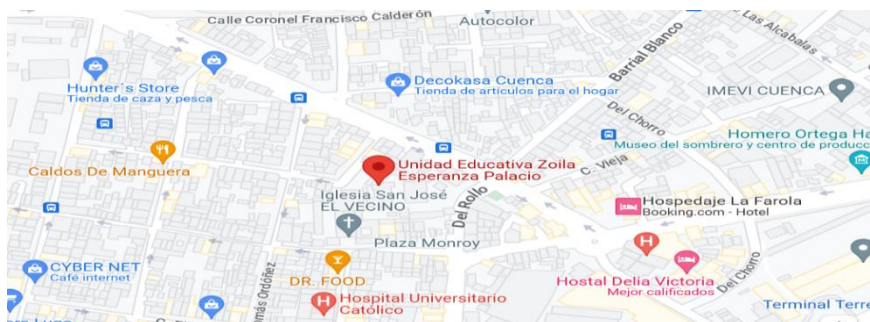 Calle Coronel Francisco Calderón
Autocolor
Las Alcabalas
Barrial Blanco
Hunter's Store
Tienda de caza y pesca
Decokasa Cuenca
Tienda de artículos para el hogar
IMEVI CUENCA
Del Chorro
Homero Ortega Ha
Museo del sombrero y centro de produc
Caldos De Manguera
Unidad Educativa Zoila
Esperanza Palacio
C. Vieja
Iglesia San José
EL VECINO
Del Rollo
Hospedaje La Farola
Booking.com - Hotel
Plaza Monroy
CYBER NET
Café internet
DR. FOOD
Hostal Delia Victoria
Mejor calificados
Del Chorro
más Ordóñez
Hospital Universitario
Católico
Terminal Terre